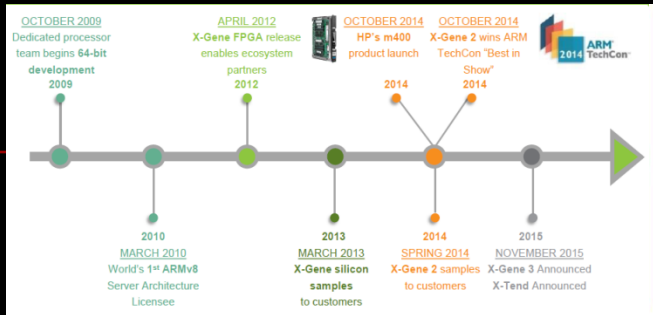 OCTOBER 2009
Dedicated processor
team begins 64-bit
development
2009
APRIL 2012
X-Gene FPGA release
enables ecosystem
partners
2012
OCTOBER 2014
HP's m400
product launch
2014
OCTOBER 2014
X-Gene 2 wins ARM
TechCon "Best in
Show"
2014
ARM®
2014 TechCon™
2010
MARCH 2010
World's 1st ARMv8
Server Architecture
Licensee
2013
MARCH 2013
X-Gene silicon
samples
to customers
2014
SPRING 2014
X-Gene 2 samples
to customers
2015
NOVEMBER 2015
X-Gene 3 Announced
X-Tend Announced